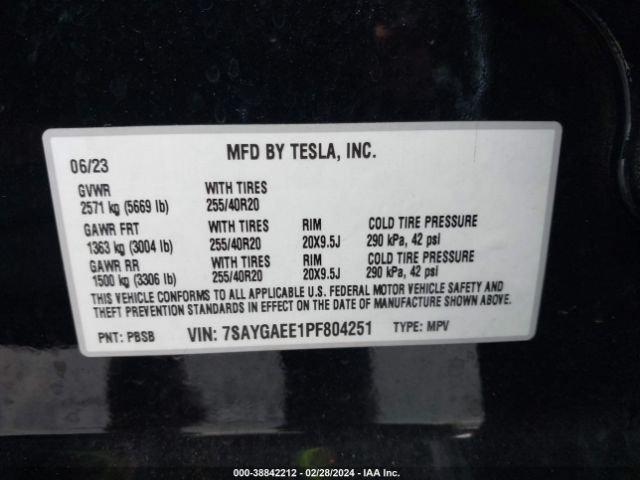 MFD BY TESLA, INC.
06/23
GVWR WITH TIRES
2571 kg (5669 lb) 255/40R20
GAWR FRT WITH TIRES RIM COLD TIRE PRESSURE
1363 kg (3004 lb) 255/40R20 20X9.5J 290 kPa, 42 psi
GAWR RR WITH TIRES RIM COLD TIRE PRESSURE
1500 kg (3306 lb) 255/40R20 20X9.5J 290 kPa, 42 psi
THIS VEHICLE CONFORMS TO ALL APPLICABLE U.S. FEDERAL MOTOR VEHICLE SAFETY AND
THEFT PREVENTION STANDARDS IN EFFECT ON THE DATE OF MANUFACTURE SHOWN ABOVE.
PNT: PBSB VIN: 7SAYGAEE1PF804251 TYPE: MPV
000-38842212 - 02/28/2024 - IAA Inc.